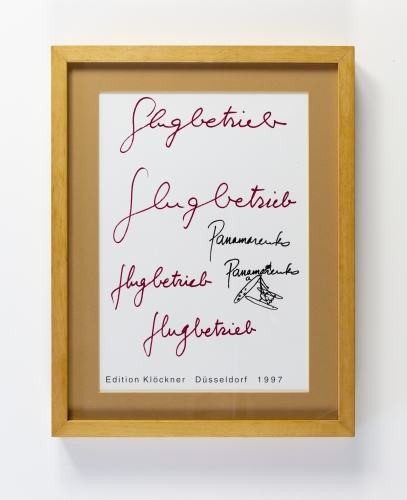 flugbetrieb
flugbetrieb
Panamarenko
flugbetrieb
Panamarenko
flugbetrieb
Edition Klöckner Düsseldorf 1997